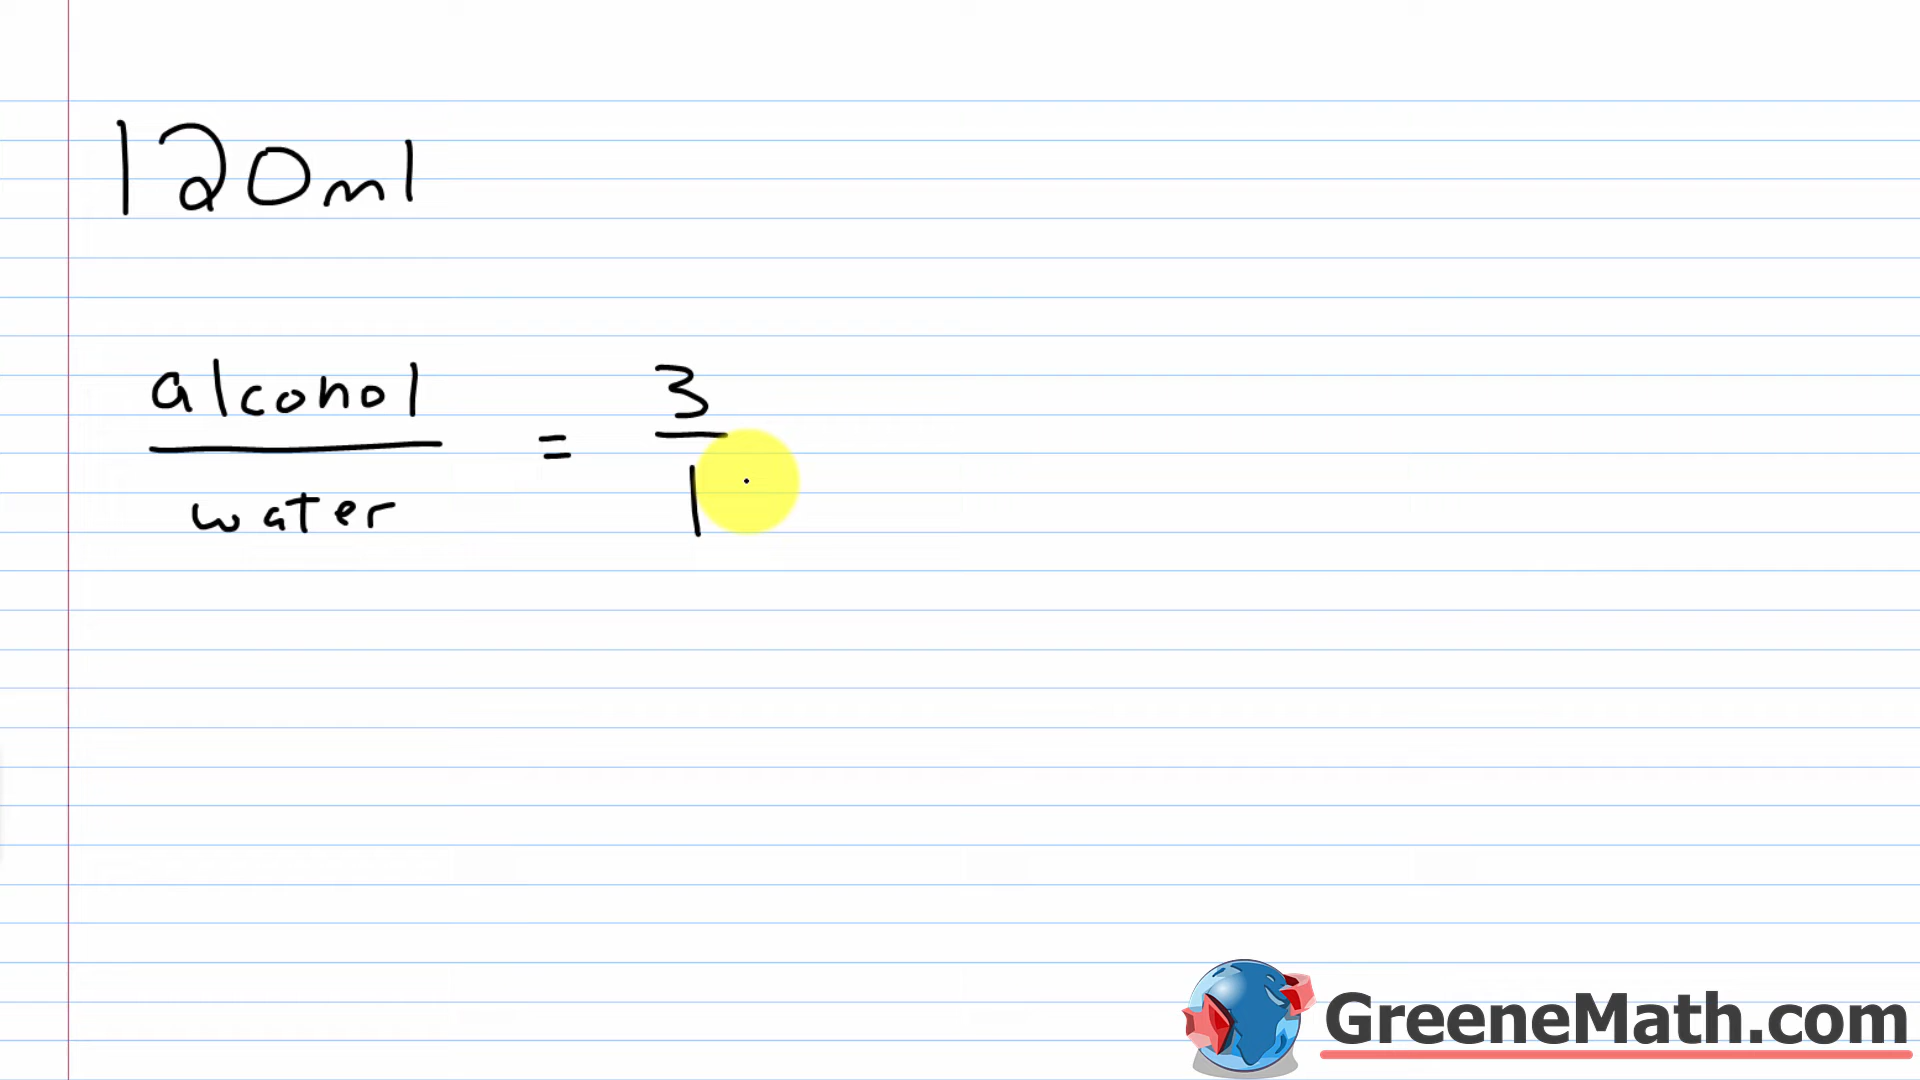 120ml
alcohol
water
=
3
1
GreeneMath.com